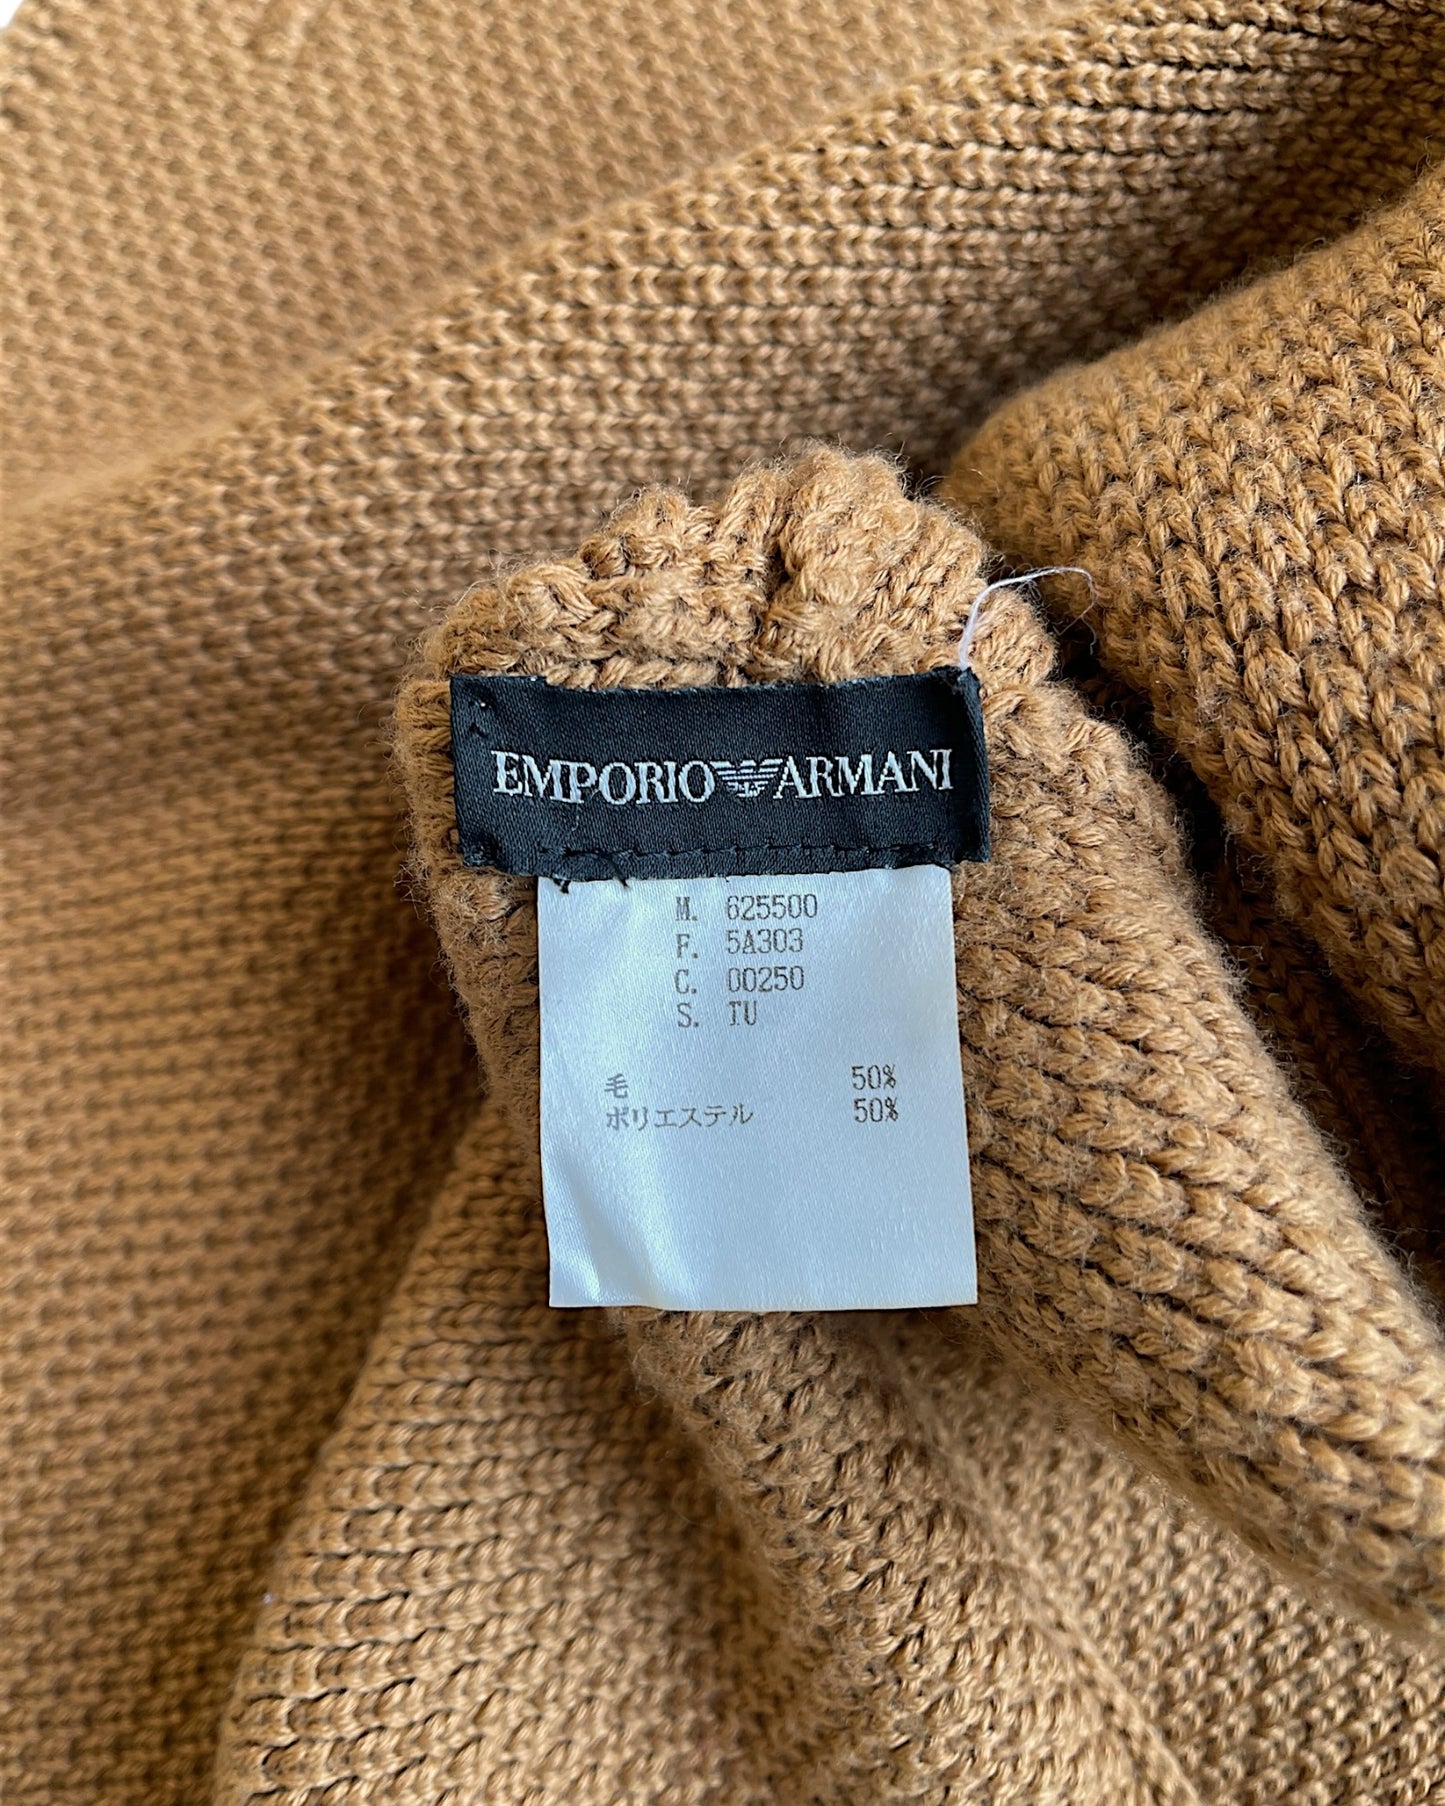 EMPORIO ARMANI
M. 625500
F. 5A303
C. 00250
S. TU
毛 50%
ポリエステル 50%